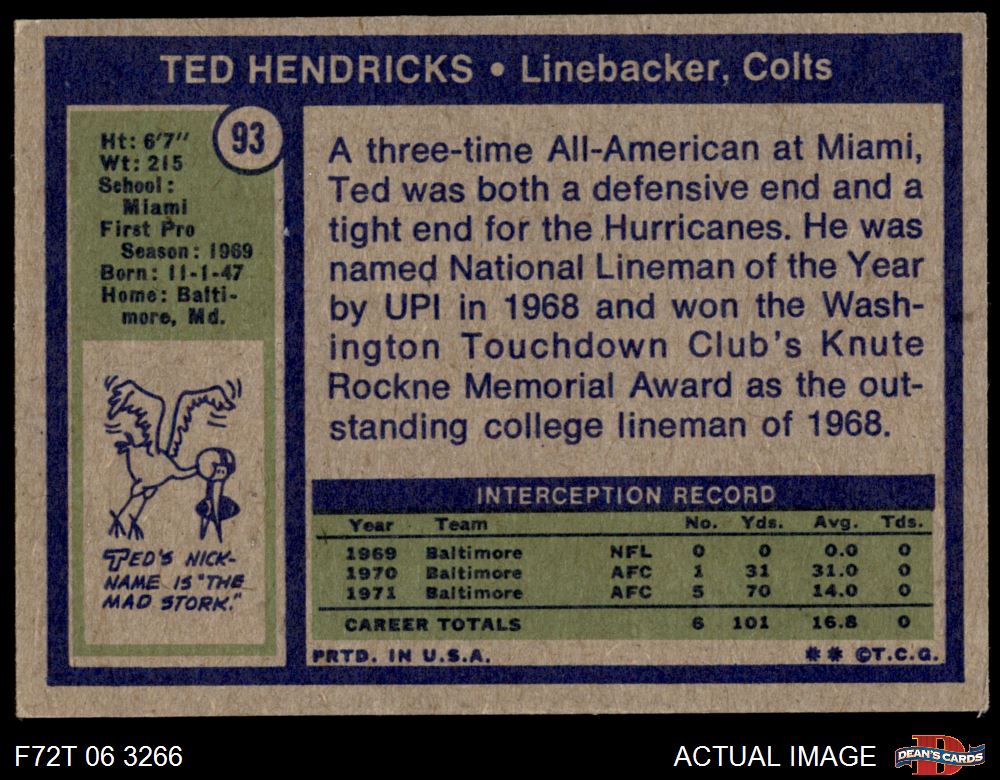 TED HENDRICKS • Linebacker, Colts
93
Ht: 6'7"
Wt: 215
School:
Miami
First Pro
Season: 1969
Born: 11-1-47
Home: Balti-
more, Md.
TED'S NICK-
NAME IS "THE
MAD STORK."
A three-time All-American at Miami,
Ted was both a defensive end and a
tight end for the Hurricanes. He was
named National Lineman of the Year
by UPI in 1968 and won the Wash-
ington Touchdown Club's Knute
Rockne Memorial Award as the out-
standing college lineman of 1968.
INTERCEPTION RECORD
Year Team No. Yds. Avg. Tds.
1969 Baltimore NFL 0 0 0.0 0
1970 Baltimore AFC 1 31 31.0 0
1971 Baltimore AFC 5 70 14.0 0
CAREER TOTALS 6 101 16.8 0
PRTD. IN U.S.A. ** ©T.C.G.
F72T 06 3266 ACTUAL IMAGE DEAN'S CARDS